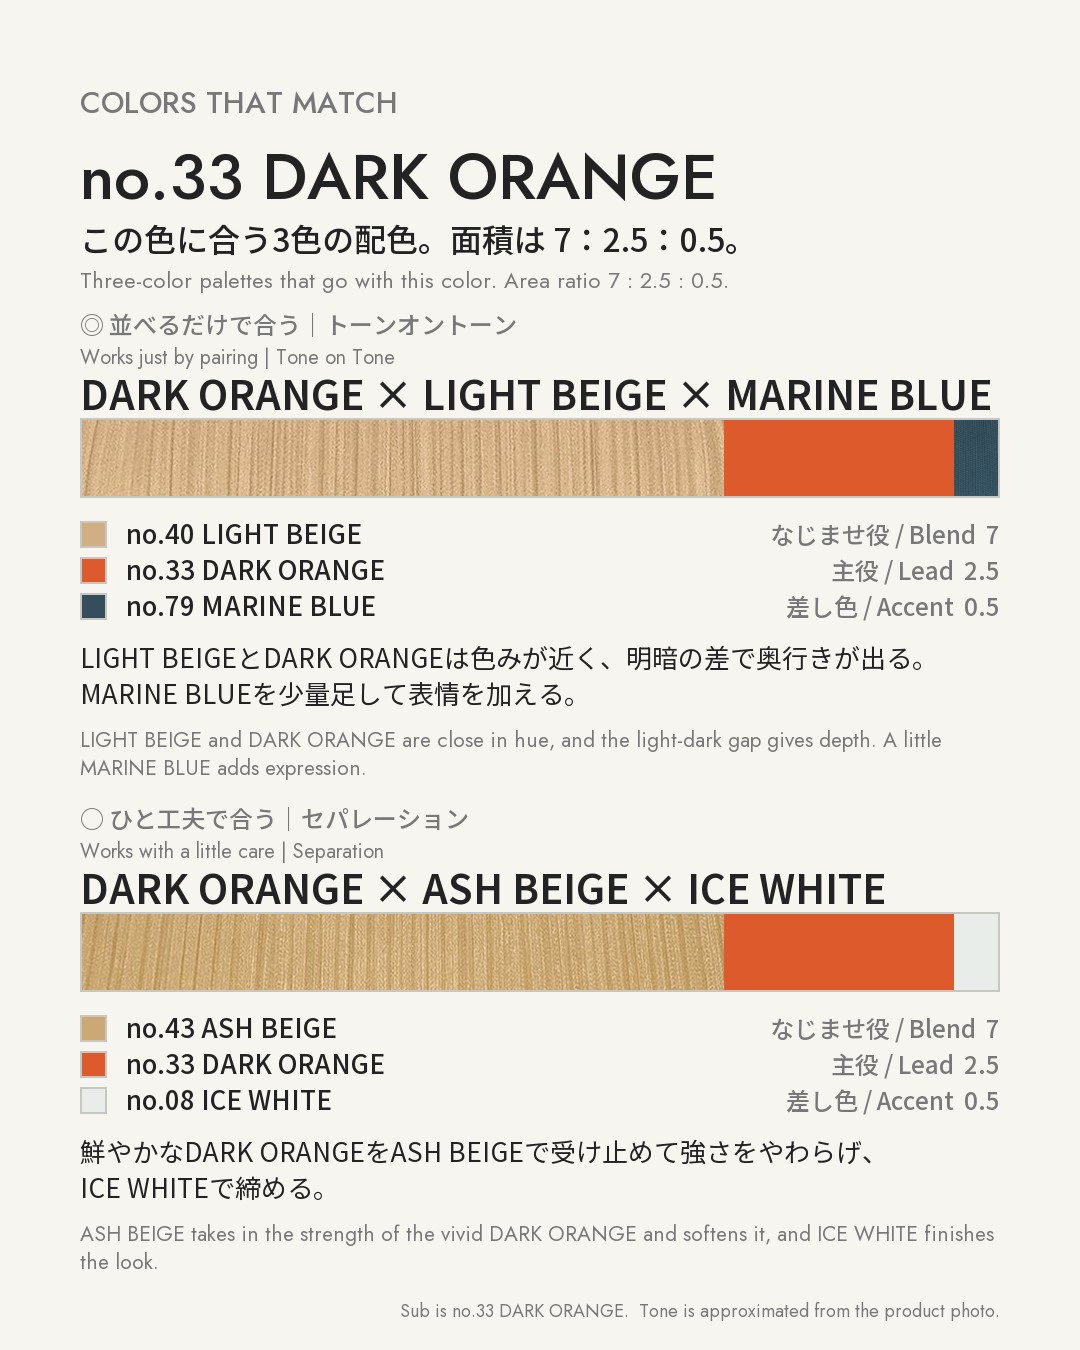 COLORS THAT MATCH
no.33 DARK ORANGE
この色に合う3色の配色。面積は 7：2.5：0.5。
Three-color palettes that go with this color. Area ratio 7 : 2.5 : 0.5.
◎ 並べるだけで合う｜トーンオントーン
Works just by pairing | Tone on Tone
DARK ORANGE × LIGHT BEIGE × MARINE BLUE
no.40 LIGHT BEIGE なじませ役 / Blend 7
no.33 DARK ORANGE 主役 / Lead 2.5
no.79 MARINE BLUE 差し色 / Accent 0.5
LIGHT BEIGEとDARK ORANGEは色みが近く、明暗の差で奥行きが出る。
MARINE BLUEを少量足して表情を加える。
LIGHT BEIGE and DARK ORANGE are close in hue, and the light-dark gap gives depth. A little
MARINE BLUE adds expression.
○ ひと工夫で合う｜セパレーション
Works with a little care | Separation
DARK ORANGE × ASH BEIGE × ICE WHITE
no.43 ASH BEIGE なじませ役 / Blend 7
no.33 DARK ORANGE 主役 / Lead 2.5
no.08 ICE WHITE 差し色 / Accent 0.5
鮮やかなDARK ORANGEをASH BEIGEで受け止めて強さをやわらげ、
ICE WHITEで締める。
ASH BEIGE takes in the strength of the vivid DARK ORANGE and softens it, and ICE WHITE finishes
the look.
Sub is no.33 DARK ORANGE. Tone is approximated from the product photo.